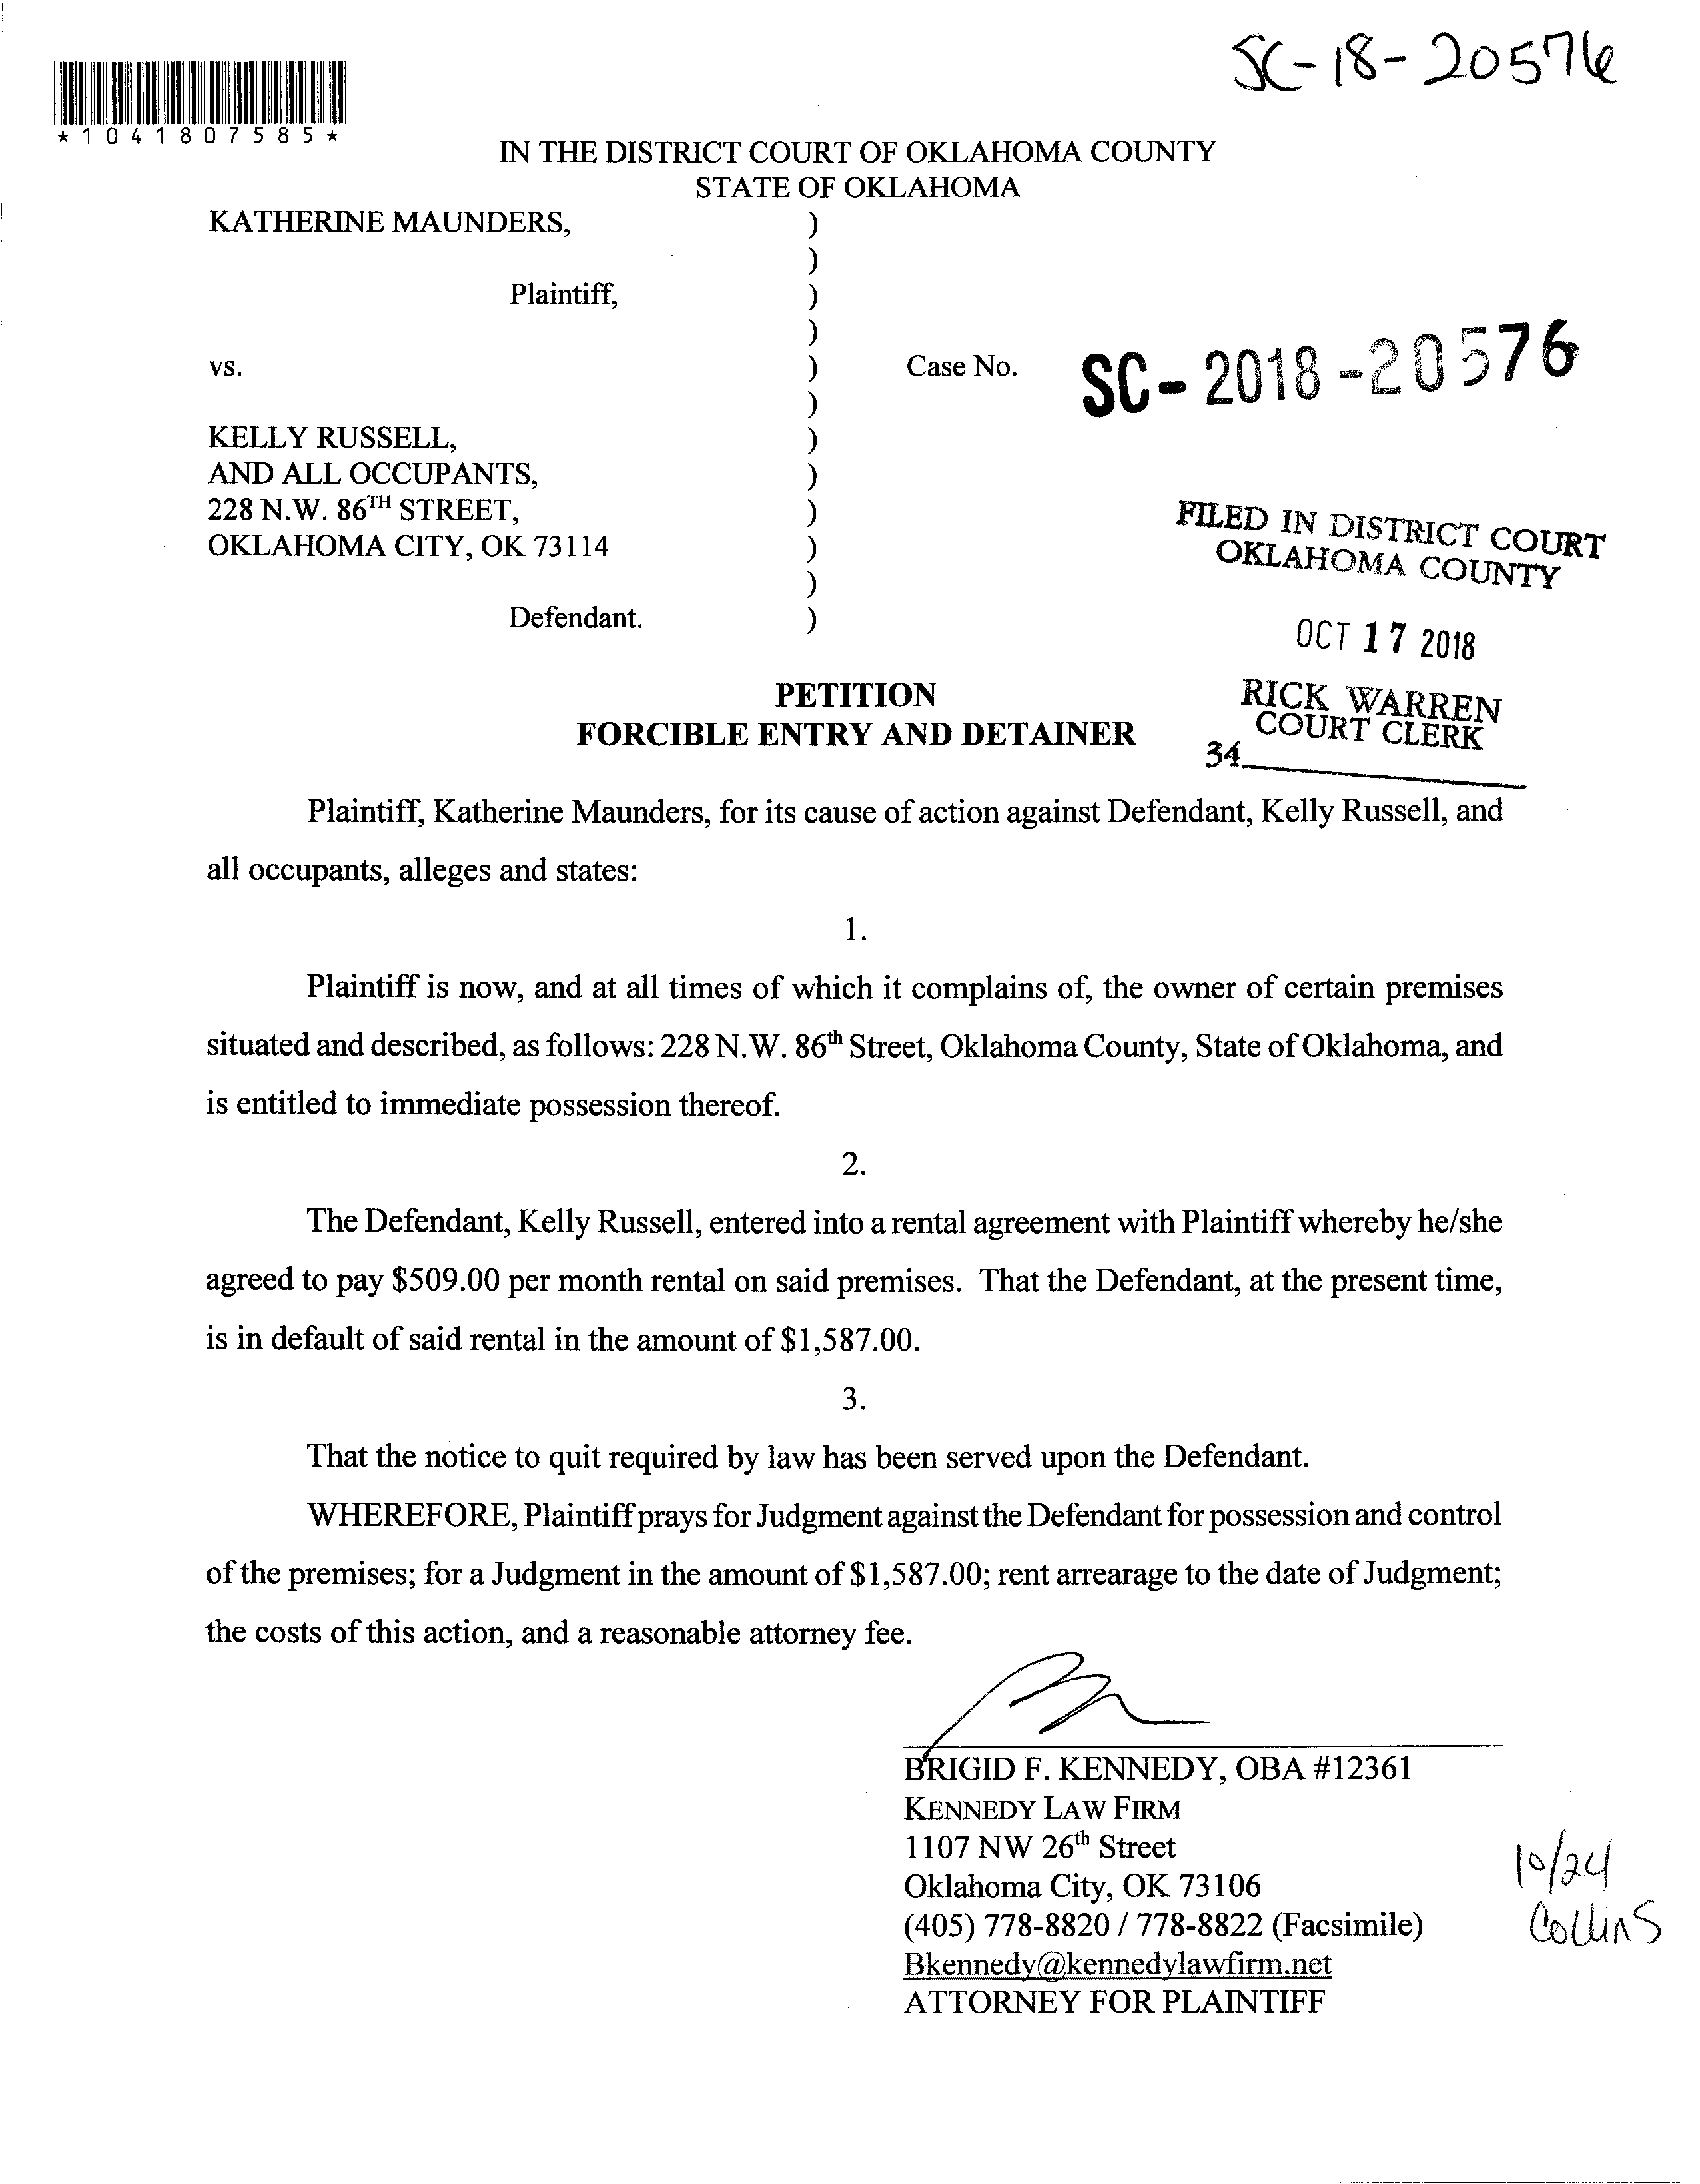 SC-18-20576
*1041807585*
IN THE DISTRICT COURT OF OKLAHOMA COUNTY
STATE OF OKLAHOMA
KATHERINE MAUNDERS, )
)
Plaintiff, )
)
vs. ) Case No. SC-2018-20576
)
KELLY RUSSELL, )
AND ALL OCCUPANTS, )
228 N.W. 86TH STREET, )
OKLAHOMA CITY, OK 73114 )
)
Defendant. )
FILED IN DISTRICT COURT
OKLAHOMA COUNTY
OCT 17 2018
RICK WARREN
COURT CLERK
34
PETITION
FORCIBLE ENTRY AND DETAINER
Plaintiff, Katherine Maunders, for its cause of action against Defendant, Kelly Russell, and
all occupants, alleges and states:
1.
Plaintiff is now, and at all times of which it complains of, the owner of certain premises
situated and described, as follows: 228 N.W. 86th Street, Oklahoma County, State of Oklahoma, and
is entitled to immediate possession thereof.
2.
The Defendant, Kelly Russell, entered into a rental agreement with Plaintiff whereby he/she
agreed to pay $509.00 per month rental on said premises. That the Defendant, at the present time,
is in default of said rental in the amount of $1,587.00.
3.
That the notice to quit required by law has been served upon the Defendant.
WHEREFORE, Plaintiff prays for Judgment against the Defendant for possession and control
of the premises; for a Judgment in the amount of $1,587.00; rent arrearage to the date of Judgment;
the costs of this action, and a reasonable attorney fee.
BRIGID F. KENNEDY, OBA #12361
KENNEDY LAW FIRM
1107 NW 26th Street
Oklahoma City, OK 73106
(405) 778-8820 / 778-8822 (Facsimile)
Bkennedy@kennedylawfirm.net
ATTORNEY FOR PLAINTIFF
10/24
Collins